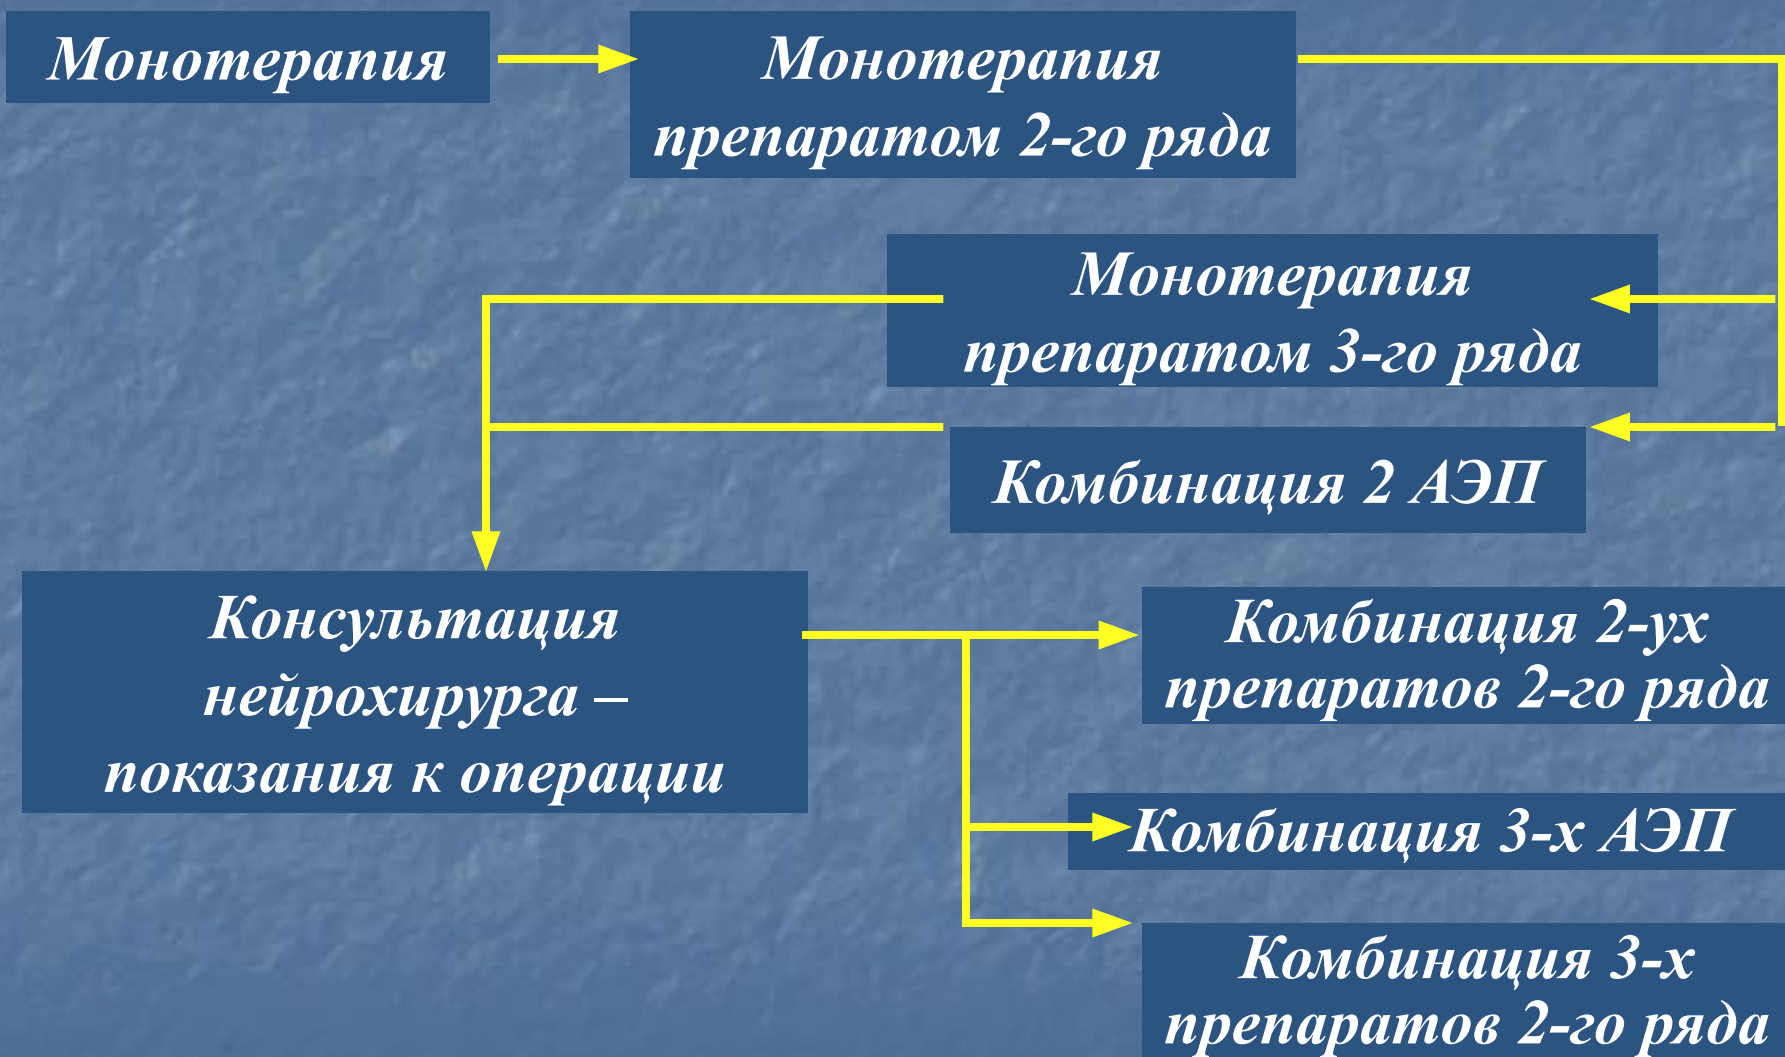 Монотерапия
Монотерапия
препаратом 2-го ряда
Монотерапия
препаратом 3-го ряда
Комбинация 2 АЭП
Консультация
нейрохирурга –
показания к операции
Комбинация 2-ух
препаратов 2-го ряда
Комбинация 3-х АЭП
Комбинация 3-х
препаратов 2-го ряда